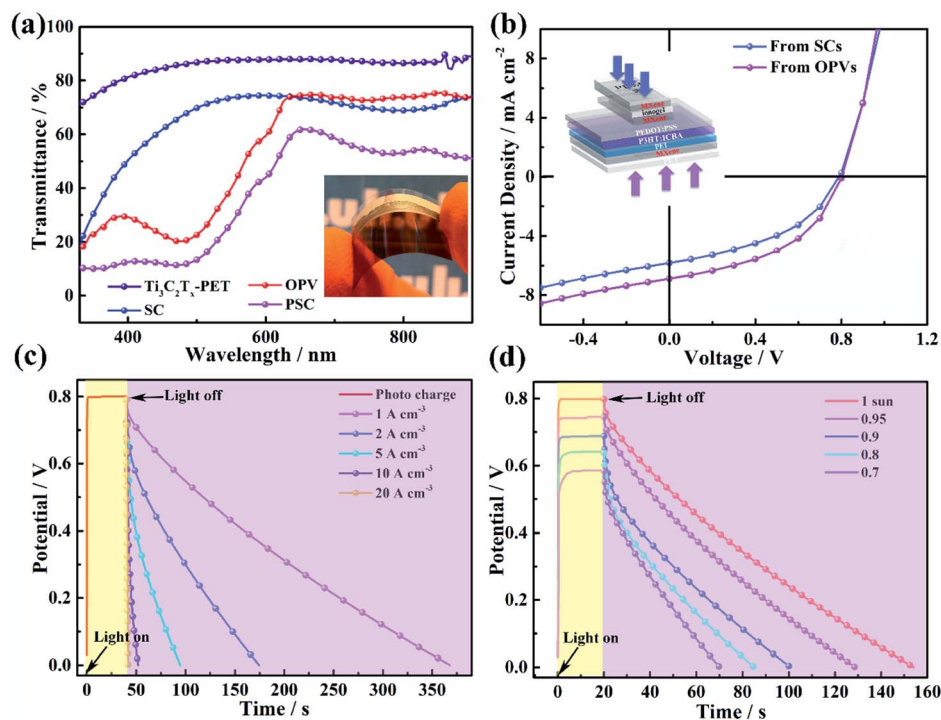 (a)
100
80
60
40
20
0
Transmittance / %
Ti₃C₂Tₓ-PET
OPV
SC
PSC
400
600
800
Wavelength / nm
(b)
8
4
0
-4
-8
Current Density / mA cm⁻²
From SCs
From OPVs
MXene
Ionogel
MXene
PEDOT:PSS
P3HT:ICBA
PEI
MXene
-0.4
0.0
0.4
0.8
1.2
Voltage / V
(c)
0.8
0.6
0.4
0.2
0.0
Potential / V
Light off
Photo charge
1 A cm⁻³
2 A cm⁻³
5 A cm⁻³
10 A cm⁻³
20 A cm⁻³
Light on
0
50
100
150
200
250
300
350
Time / s
(d)
0.8
0.6
0.4
0.2
0.0
Potential / V
Light off
1 sun
0.95
0.9
0.8
0.7
Light on
0
20
40
60
80
100
120
140
160
Time / s